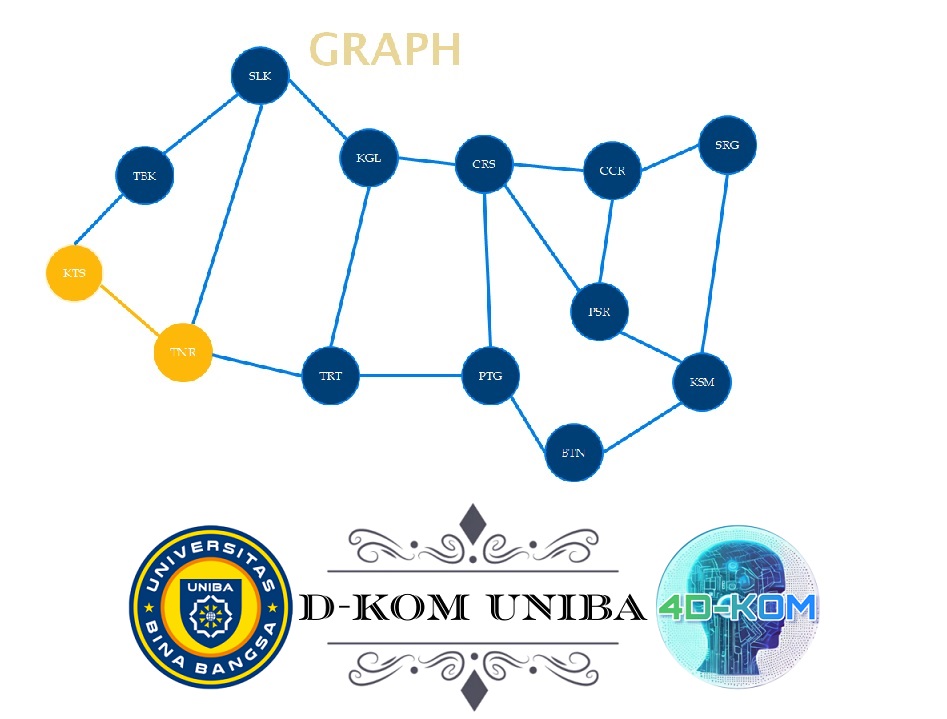 GRAPH
SLK
TBK
KGL
CRS
CCR
SRG
KTS
TNR
PSR
TRT
PTG
KSM
BTN
UNIVERSITAS
UNIBA
BINA BANGSA
D-KOM UNIBA
4D-KOM